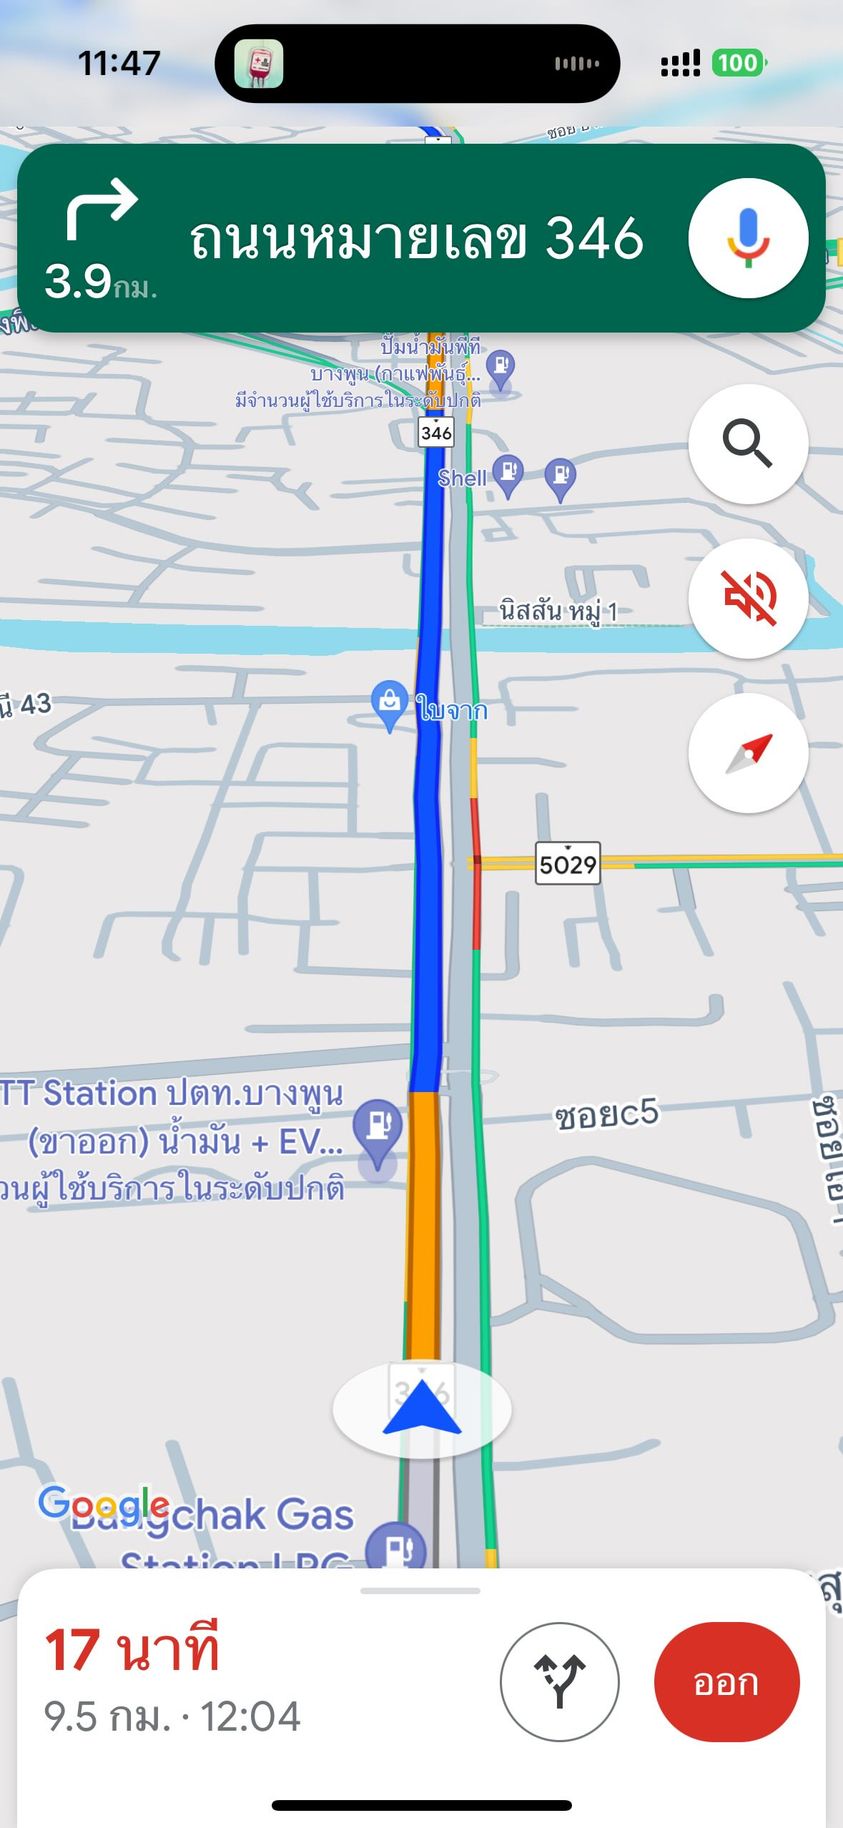 11:47
100
3.9กม.
ถนนหมายเลข 346
ปั๊มน้ำมันพีที
บางพูน (กาแฟพันธุ์...
มีจำนวนผู้ใช้บริการในระดับปกติ
346
Shell
นิสสัน หมู่ 1
43
ใบจาก
5029
TT Station ปตท.บางพูน
(ขาออก) น้ำมัน + EV...
วนผู้ใช้บริการในระดับปกติ
ซอยc5
346
Google
Bangchak Gas
Station LPG
17 นาที
9.5 กม. · 12:04
ออก